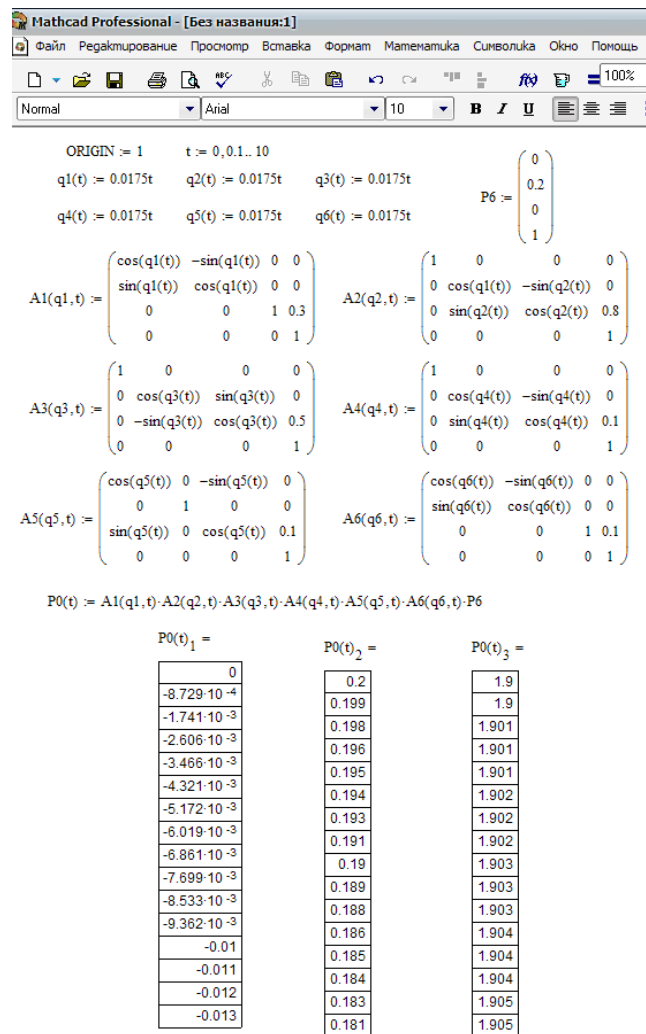 Mathcad Professional - [Без названия:1]
Файл Редактирование Просмотр Вставка Формат Математика Символика Окно Помощь
100%
Normal Arial 10 B I U
ORIGIN := 1 t := 0,0.1.. 10
q1(t) := 0.0175t q2(t) := 0.0175t q3(t) := 0.0175t
q4(t) := 0.0175t q5(t) := 0.0175t q6(t) := 0.0175t
P6 :=
0
0.2
0
1
A1(q1,t) :=
cos(q1(t)) −sin(q1(t)) 0 0
sin(q1(t)) cos(q1(t)) 0 0
0 0 1 0.3
0 0 0 1
A2(q2,t) :=
1 0 0 0
0 cos(q1(t)) −sin(q2(t)) 0
0 sin(q2(t)) cos(q2(t)) 0.8
0 0 0 1
A3(q3,t) :=
1 0 0 0
0 cos(q3(t)) sin(q3(t)) 0
0 −sin(q3(t)) cos(q3(t)) 0.5
0 0 0 1
A4(q4,t) :=
1 0 0 0
0 cos(q4(t)) −sin(q4(t)) 0
0 sin(q4(t)) cos(q4(t)) 0.1
0 0 0 1
A5(q5,t) :=
cos(q5(t)) 0 −sin(q5(t)) 0
0 1 0 0
sin(q5(t)) 0 cos(q5(t)) 0.1
0 0 0 1
A6(q6,t) :=
cos(q6(t)) −sin(q6(t)) 0 0
sin(q6(t)) cos(q6(t)) 0 0
0 0 1 0.1
0 0 0 1
P0(t) := A1(q1,t)·A2(q2,t)·A3(q3,t)·A4(q4,t)·A5(q5,t)·A6(q6,t)·P6
P0(t)₁ =
0
-8.729·10 -4
-1.741·10 -3
-2.606·10 -3
-3.466·10 -3
-4.321·10 -3
-5.172·10 -3
-6.019·10 -3
-6.861·10 -3
-7.699·10 -3
-8.533·10 -3
-9.362·10 -3
-0.01
-0.011
-0.012
-0.013
P0(t)₂ =
0.2
0.199
0.198
0.196
0.195
0.194
0.193
0.191
0.19
0.189
0.188
0.186
0.185
0.184
0.183
0.181
P0(t)₃ =
1.9
1.9
1.901
1.901
1.901
1.902
1.902
1.902
1.903
1.903
1.903
1.904
1.904
1.904
1.905
1.905